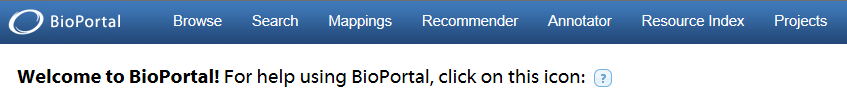 BioPortal Browse Search Mappings Recommender Annotator Resource Index Projects
Welcome to BioPortal! For help using BioPortal, click on this icon: ?